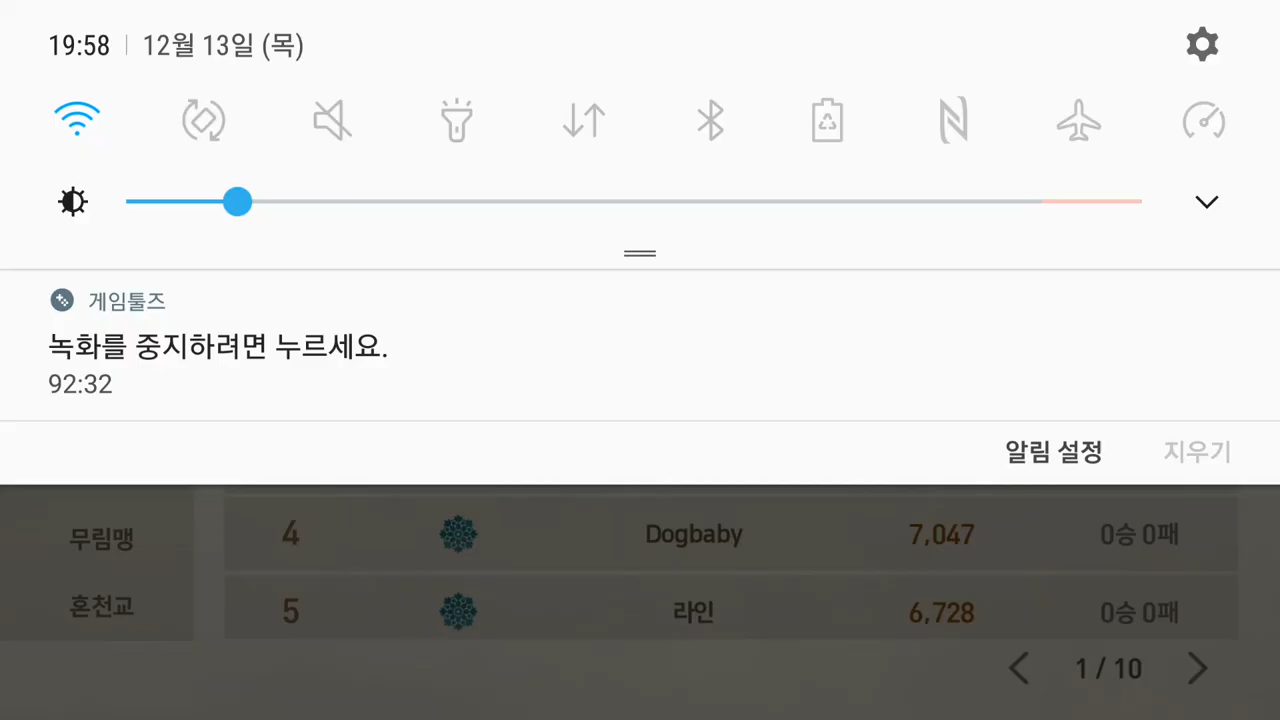 19:58 | 12월 13일 (목)
게임툴즈
녹화를 중지하려면 누르세요.
92:32
알림 설정 지우기
무림맹
4 Dogbaby 7,047 0승 0패
혼천교
5 라인 6,728 0승 0패
1 / 10